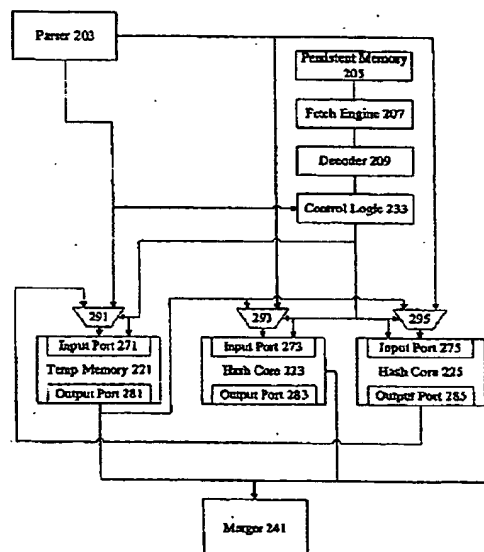 Parser 203
Persistent Memory
205
Fetch Engine 207
Decoder 209
Control Logic 233
291
293
295
Input Port 271
Temp Memory 221
Output Port 281
Input Port 273
Hash Core 223
Output Port 283
Input Port 275
Hash Core 225
Output Port 285
Merger 241